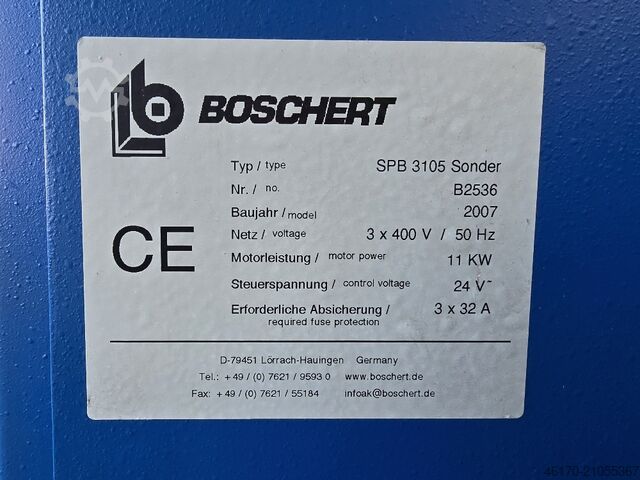 BOSCHERT
Typ / type SPB 3105 Sonder
Nr. / no. B2536
Baujahr / model 2007
Netz / voltage 3 x 400 V / 50 Hz
Motorleistung / motor power 11 KW
Steuerspannung / control voltage 24 V~
Erforderliche Absicherung / 3 x 32 A
required fuse protection
CE
D-79451 Lörrach-Hauingen Germany
Tel.: +49 / (0) 7621 / 9593 0 www.boschert.de
Fax: +49 / (0) 7621 / 55184 infoak@boschert.de
46170-21055367